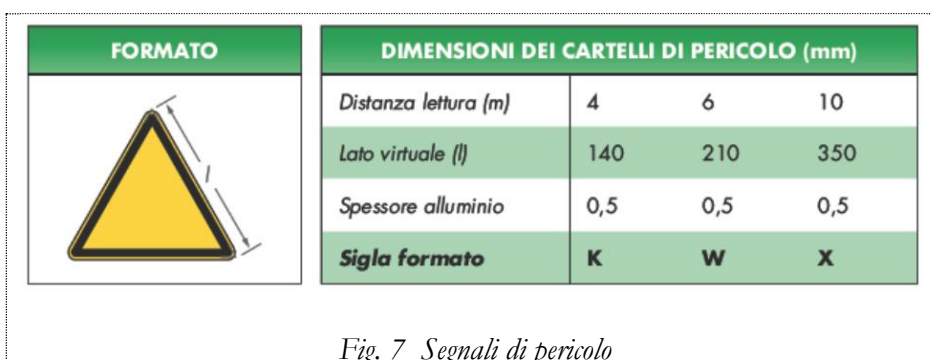 FORMATO
l
DIMENSIONI DEI CARTELLI DI PERICOLO (mm)
Distanza lettura (m) 4 6 10
Lato virtuale (l) 140 210 350
Spessore alluminio 0,5 0,5 0,5
Sigla formato K W X
Fig. 7 Segnali di pericolo